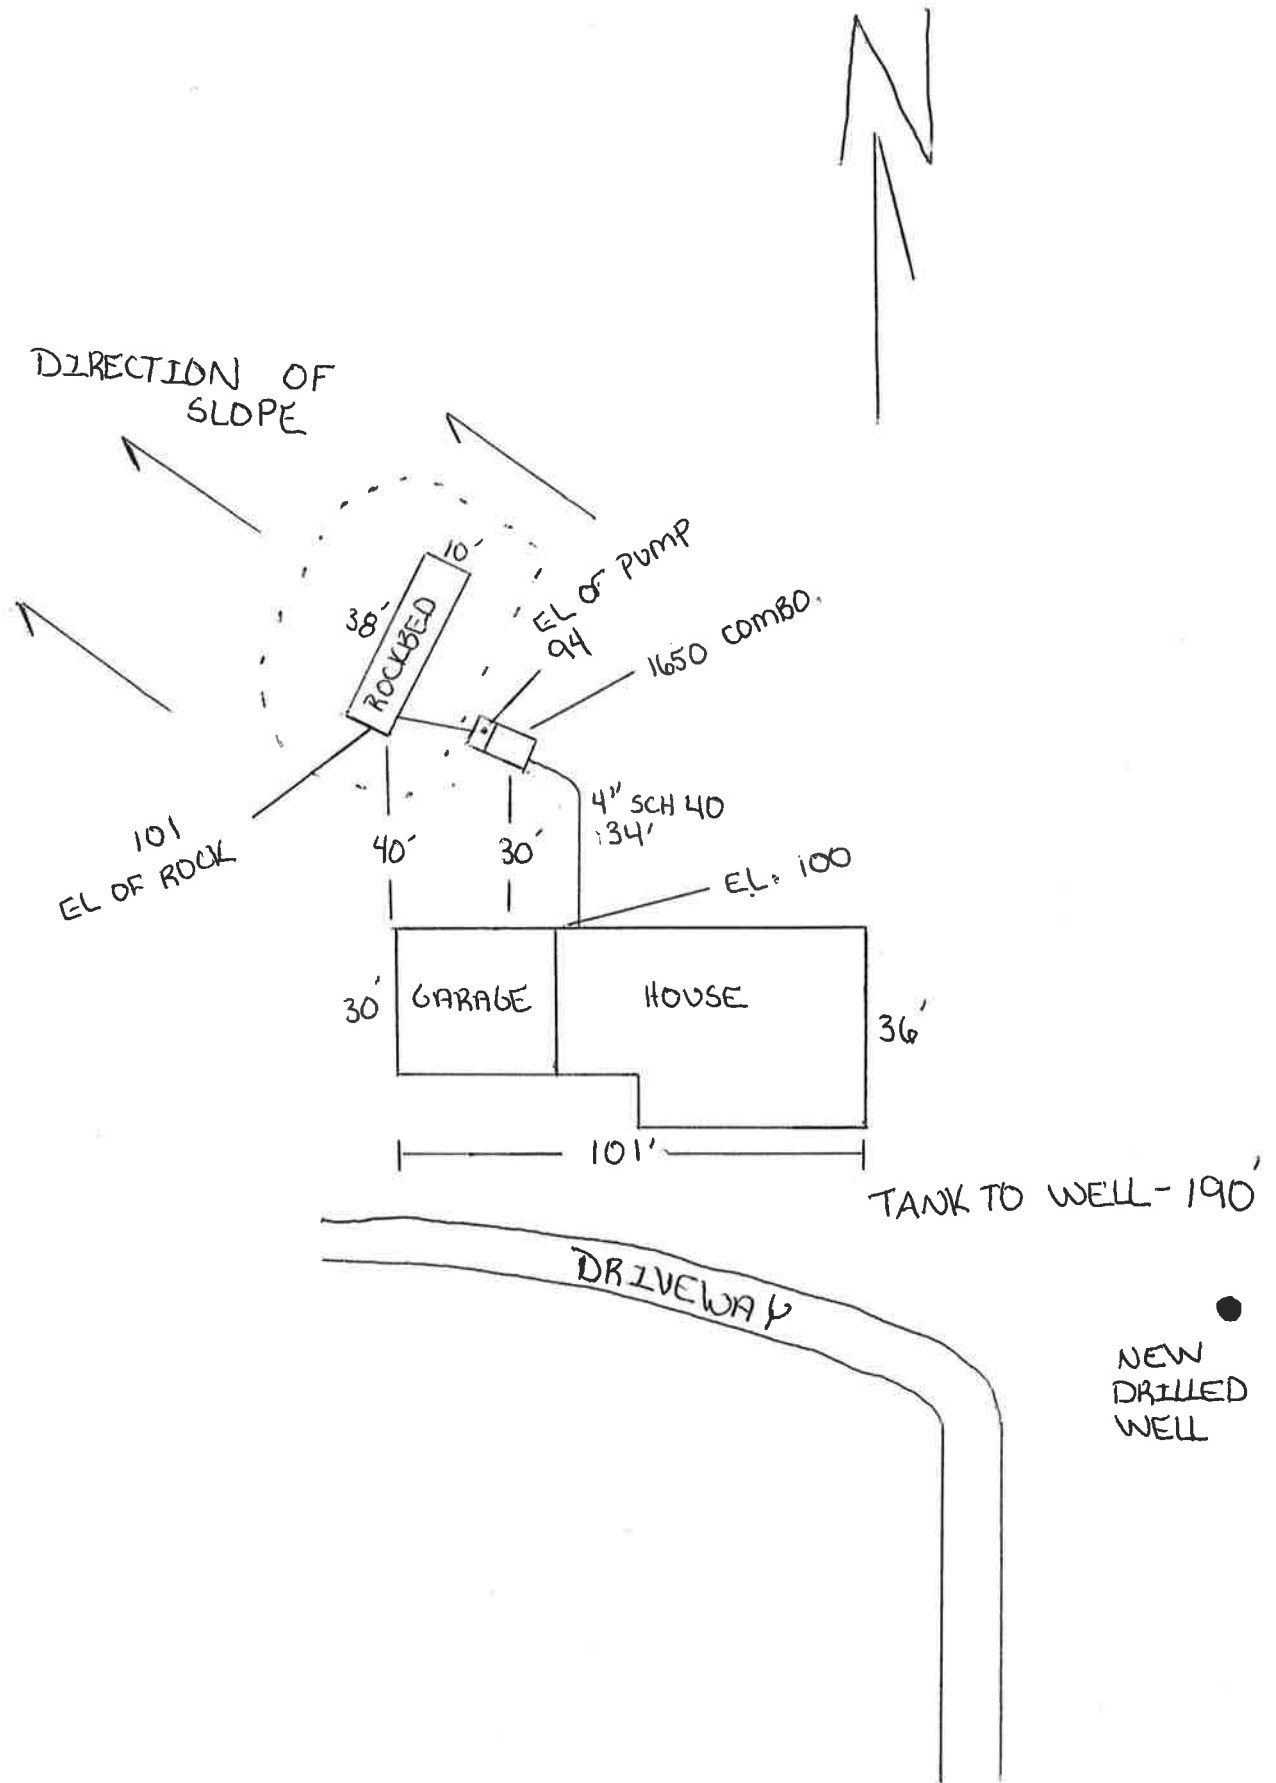 N
DIRECTION OF
SLOPE
10'
38'
ROCKBED
EL OF PUMP
94
1650 COMBO.
101
EL OF ROCK
40'
30'
4" SCH 40
34'
EL. 100
30'
GARAGE
HOUSE
36'
101'
TANK TO WELL - 190'
DRIVEWAY
NEW
DRILLED
WELL